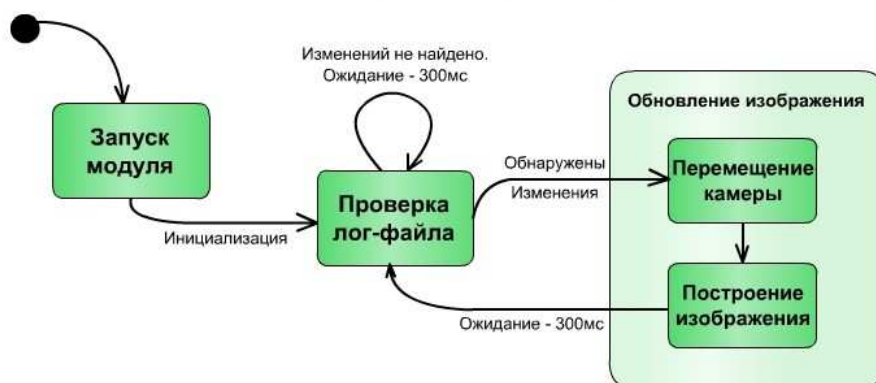 Изменений не найдено.
Ожидание - 300мс
Обновление изображения
Запуск
модуля
Обнаружены
Изменения
Перемещение
камеры
Проверка
лог-файла
Инициализация
Построение
изображения
Ожидание - 300мс